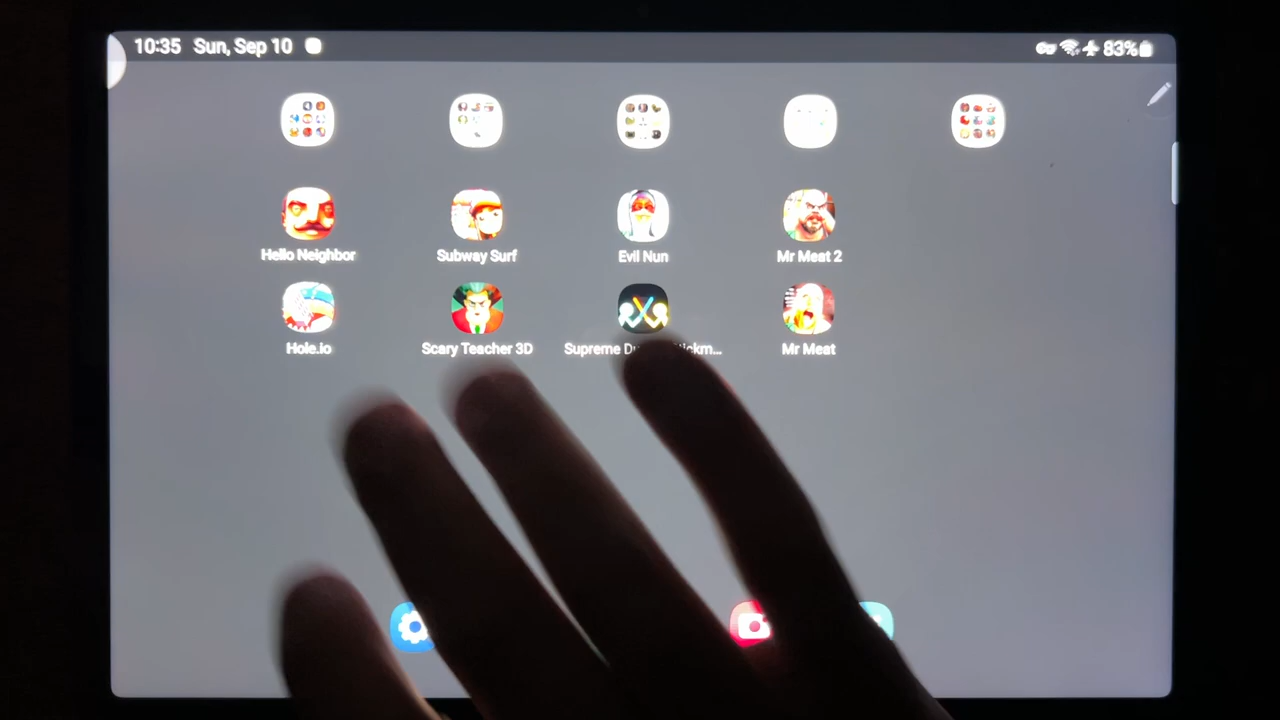 10:35 Sun, Sep 10 83%
Hello Neighbor Subway Surf Evil Nun Mr Meat 2
Hole.io Scary Teacher 3D Supreme ...
Mr Meat